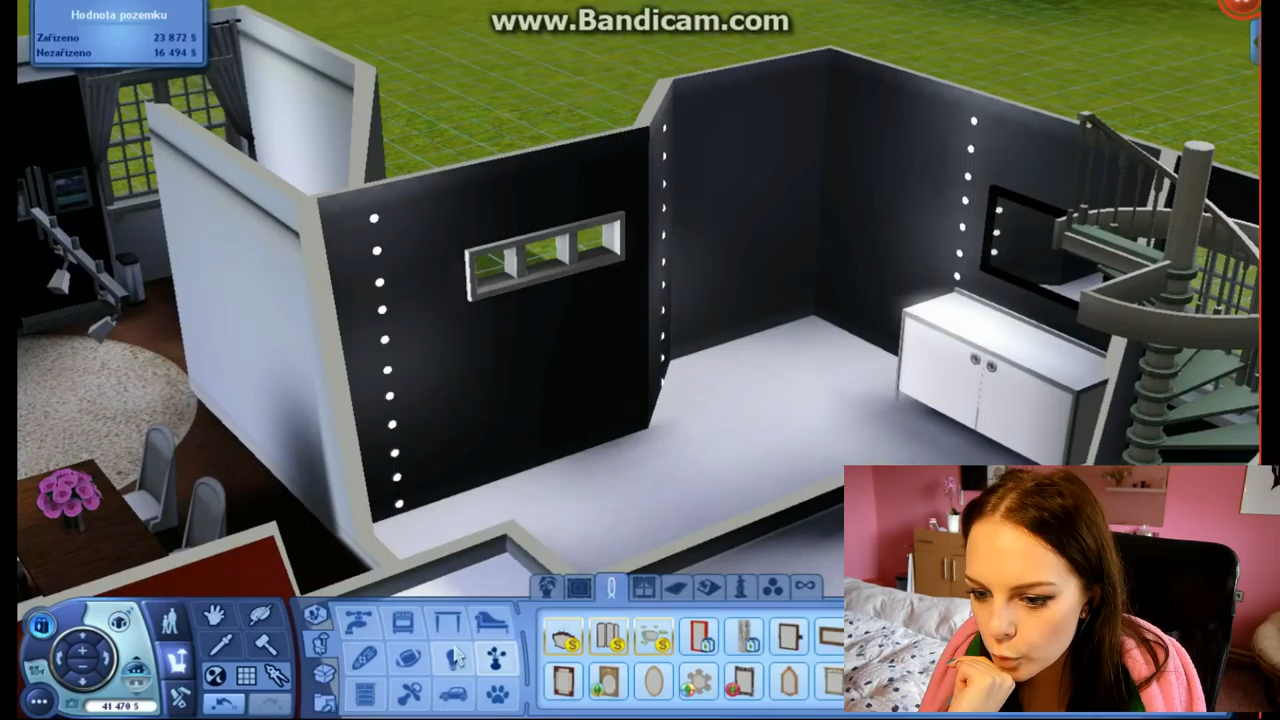 www.Bandicam.com
Hodnota pozemku
Zařízeno 23 872 §
Nezařízeno 16 494 §
41 470 §